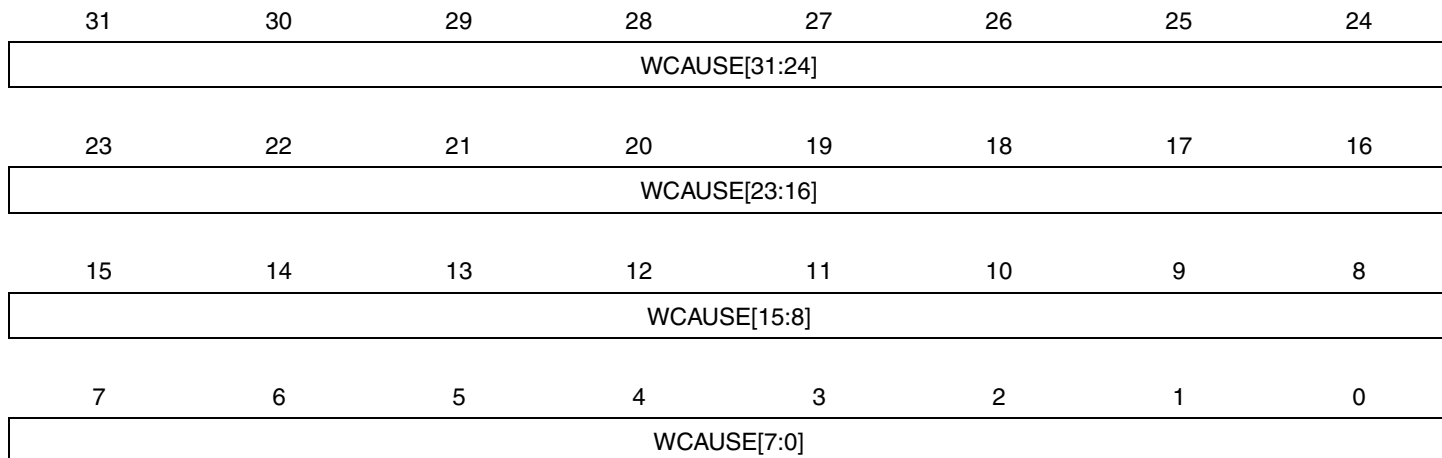 31 30 29 28 27 26 25 24
WCAUSE[31:24]
23 22 21 20 19 18 17 16
WCAUSE[23:16]
15 14 13 12 11 10 9 8
WCAUSE[15:8]
7 6 5 4 3 2 1 0
WCAUSE[7:0]